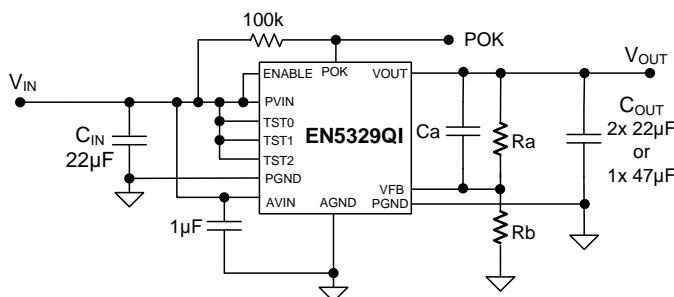 100k
POK
V_IN
ENABLE
POK
VOUT
V_OUT
PVIN
TST0
TST1
TST2
EN5329QI
C_IN
22µF
Ca
Ra
C_OUT
2x 22µF
or
1x 47µF
PGND
VFB
AVIN
AGND
PGND
1µF
Rb